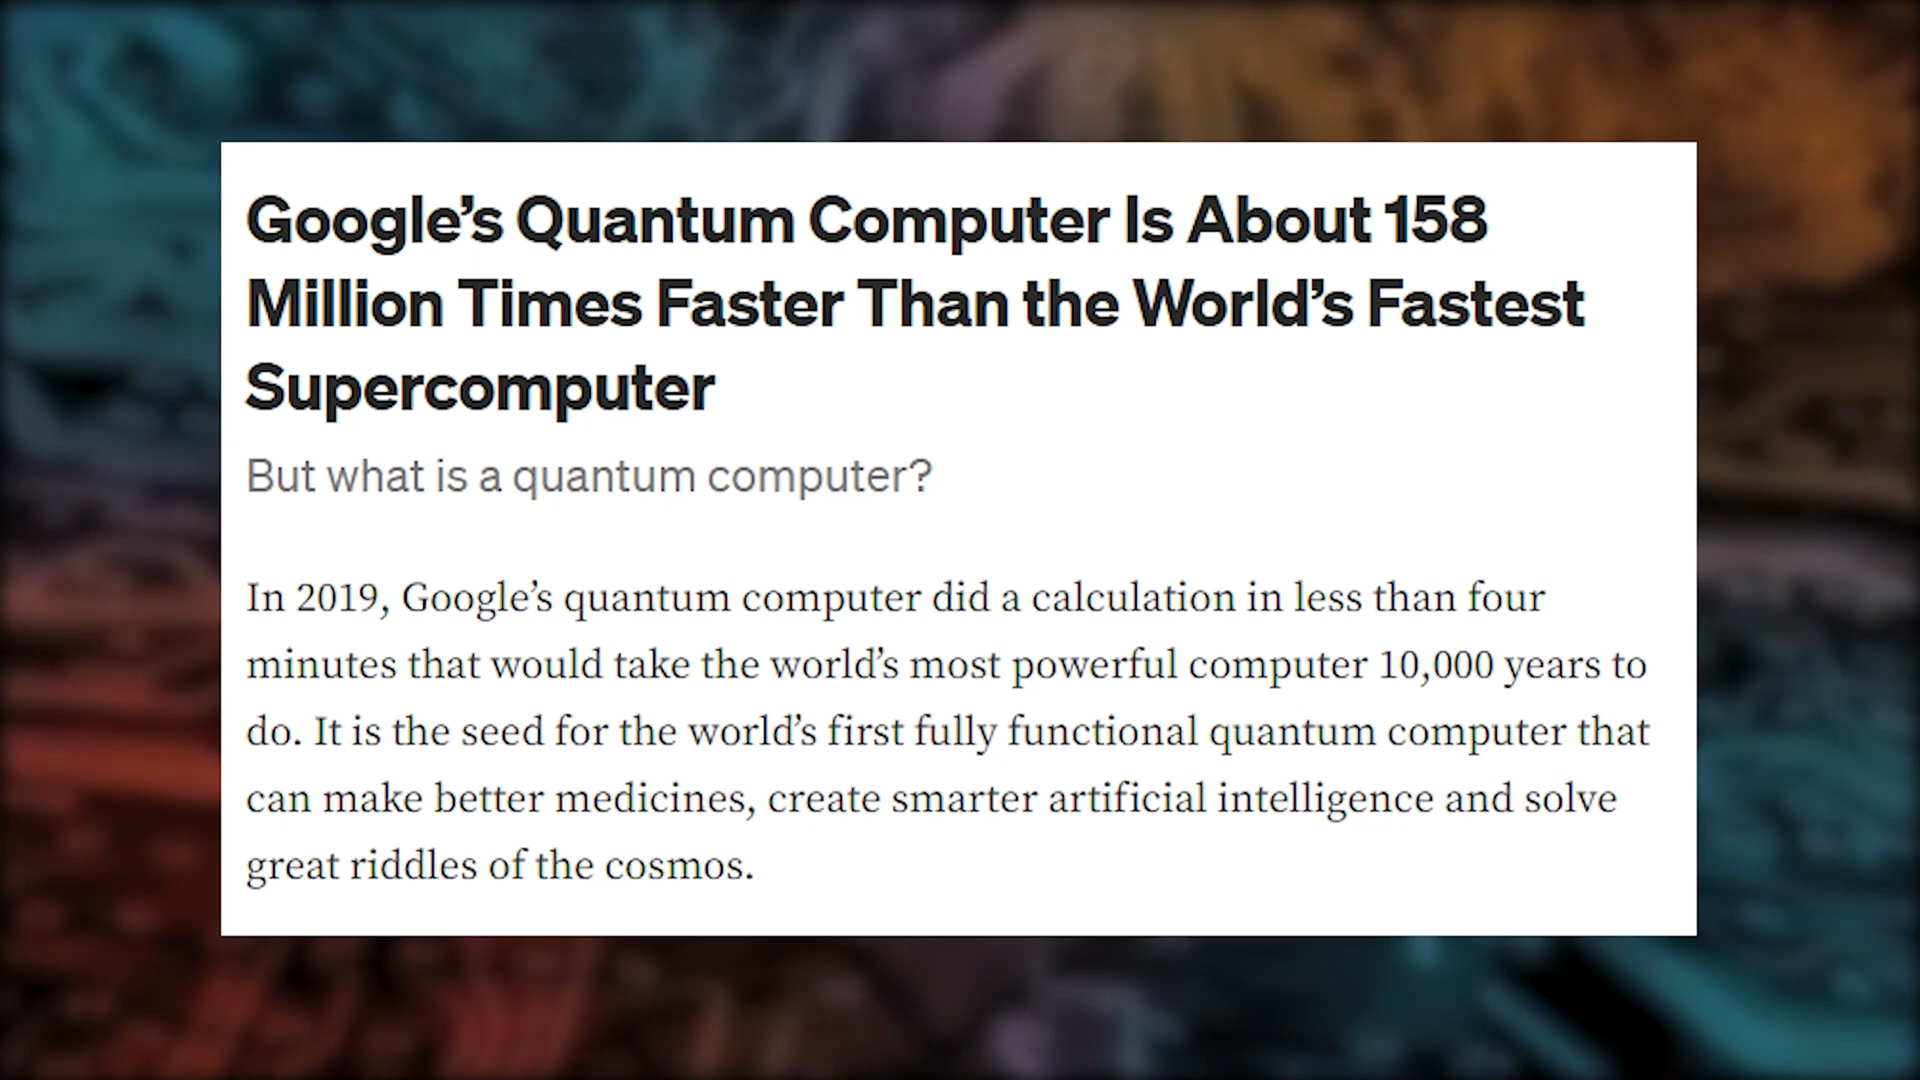 Google’s Quantum Computer Is About 158
Million Times Faster Than the World’s Fastest
Supercomputer
But what is a quantum computer?
In 2019, Google’s quantum computer did a calculation in less than four
minutes that would take the world’s most powerful computer 10,000 years to
do. It is the seed for the world’s first fully functional quantum computer that
can make better medicines, create smarter artificial intelligence and solve
great riddles of the cosmos.